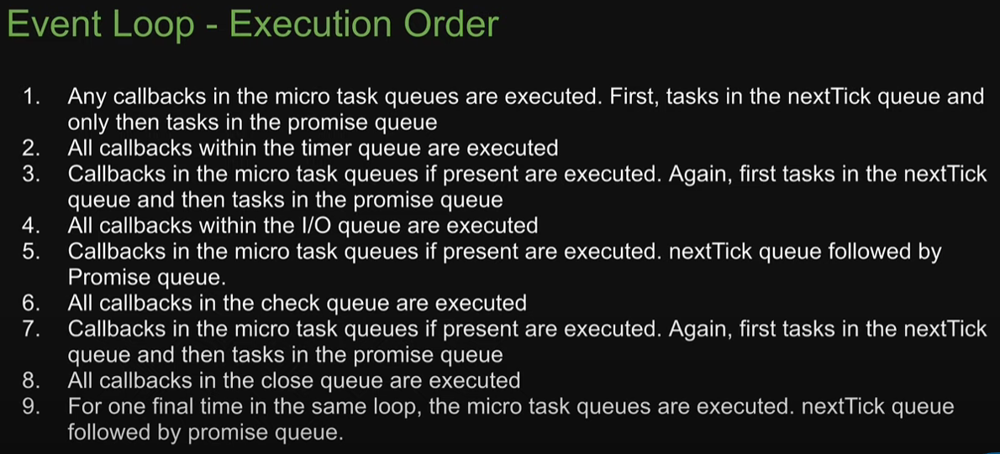 Event Loop - Execution Order
1. Any callbacks in the micro task queues are executed. First, tasks in the nextTick queue and
only then tasks in the promise queue
2. All callbacks within the timer queue are executed
3. Callbacks in the micro task queues if present are executed. Again, first tasks in the nextTick
queue and then tasks in the promise queue
4. All callbacks within the I/O queue are executed
5. Callbacks in the micro task queues if present are executed. nextTick queue followed by
Promise queue.
6. All callbacks in the check queue are executed
7. Callbacks in the micro task queues if present are executed. Again, first tasks in the nextTick
queue and then tasks in the promise queue
8. All callbacks in the close queue are executed
9. For one final time in the same loop, the micro task queues are executed. nextTick queue
followed by promise queue.